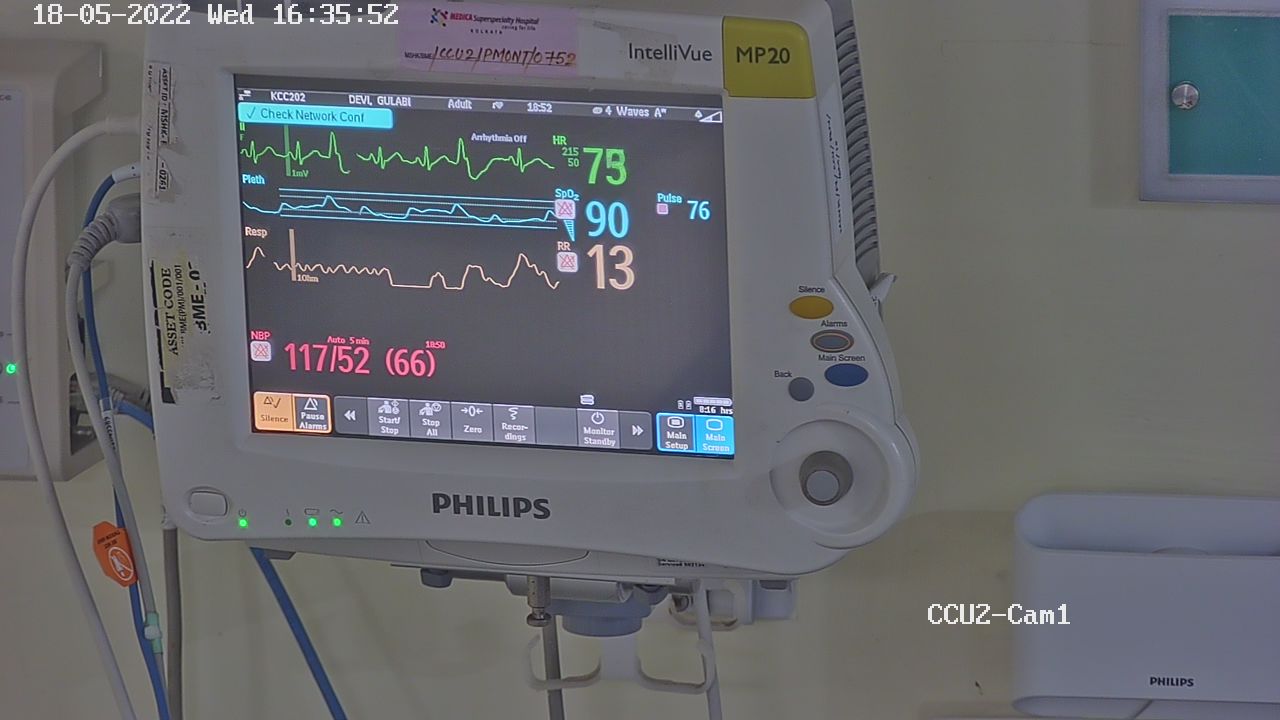 18-05-2022 Wed 16:35:52
MEDICA Superspecialty Hospital
KOLKATA
/CCU2/PMONT/0752
IntelliVue
MP20
KCC202 DEVI, GULABI Adult 18:52 4 Waves A
✓ Check Network Conf
II
Arrhythmia Off
1mV
HR
215
50
Pleth
SpO₂
90
Pulse
76
Resp
10hm
RR
13
NBP
Auto 5 min
18:50
117/52 (66)
Silence
Pause Alarms
Start/ Stop
Stop All
Zero
Recor- dings
Monitor Standby
8:16 hrs
Main Setup
Main Screen
Silence
Alarms
Main Screen
Back
PHILIPS
ASSET CODE
CCU2-Cam1
PHILIPS